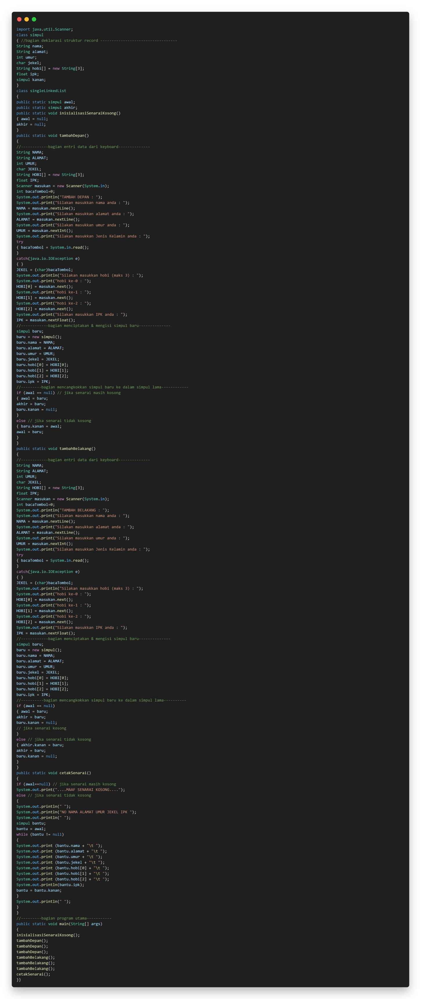 import java.util.Scanner;
class simpul
{ //bagian deklarasi struktur record ----------------------------------
String nama;
String alamat;
int umur;
char jekel;
String hobi[] = new String[3];
float ipk;
simpul kanan;
}
class singleLinkedList
{
public static simpul awal;
public static simpul akhir;
public static void inisialisasiSenaraiKosong()
{ awal = null;
akhir = null;
}
public static void tambahDepan()
{
//------------bagian entri data dari keyboard--------------
String NAMA;
String ALAMAT;
int UMUR;
char JEKEL;
String HOBI[] = new String[3];
float IPK;
Scanner masukan = new Scanner(System.in);
int bacaTombol=0;
System.out.println("TAMBAH DEPAN : ");
System.out.print("Silakan masukkan nama anda : ");
NAMA = masukan.nextLine();
System.out.print("Silakan masukkan alamat anda : ");
ALAMAT = masukan.nextLine();
System.out.print("Silakan masukkan umur anda : ");
UMUR = masukan.nextInt();
System.out.print("Silakan masukkan Jenis Kelamin anda : ");
try
{ bacaTombol = System.in.read();
}
catch(java.io.IOException e)
{ }
JEKEL = (char)bacaTombol;
System.out.println("Silakan masukkan hobi (maks 3) : ");
System.out.print("hobi ke-0 : ");
HOBI[0] = masukan.next();
System.out.print("hobi ke-1 : ");
HOBI[1] = masukan.next();
System.out.print("hobi ke-2 : ");
HOBI[2] = masukan.next();
System.out.print("Silakan masukkan IPK anda : ");
IPK = masukan.nextFloat();
//------------bagian menciptakan & mengisi simpul baru--------------
simpul baru;
baru = new simpul();
baru.nama = NAMA;
baru.alamat = ALAMAT;
baru.umur = UMUR;
baru.jekel = JEKEL;
baru.hobi[0] = HOBI[0];
baru.hobi[1] = HOBI[1];
baru.hobi[2] = HOBI[2];
baru.ipk = IPK;
//---------bagian mencangkokkan simpul baru ke dalam simpul lama------------
if (awal == null) // jika senarai masih kosong
{ awal = baru;
akhir = baru;
baru.kanan = null;
}
else // jika senarai tidak kosong
{ baru.kanan = awal;
awal = baru;
}
}
public static void tambahBelakang()
{
//------------bagian entri data dari keyboard--------------
String NAMA;
String ALAMAT;
int UMUR;
char JEKEL;
String HOBI[] = new String[3];
float IPK;
Scanner masukan = new Scanner(System.in);
int bacaTombol=0;
System.out.println("TAMBAH BELAKANG : ");
System.out.print("Silakan masukkan nama anda : ");
NAMA = masukan.nextLine();
System.out.print("Silakan masukkan alamat anda : ");
ALAMAT = masukan.nextLine();
System.out.print("Silakan masukkan umur anda : ");
UMUR = masukan.nextInt();
System.out.print("Silakan masukkan Jenis Kelamin anda : ");
try
{ bacaTombol = System.in.read();
}
catch(java.io.IOException e)
{ }
JEKEL = (char)bacaTombol;
System.out.println("Silakan masukkan hobi (maks 3) : ");
System.out.print("hobi ke-0 : ");
HOBI[0] = masukan.next();
System.out.print("hobi ke-1 : ");
HOBI[1] = masukan.next();
System.out.print("hobi ke-2 : ");
HOBI[2] = masukan.next();
System.out.print("Silakan masukkan IPK anda : ");
IPK = masukan.nextFloat();
//------------bagian menciptakan & mengisi simpul baru--------------
simpul baru;
baru = new simpul();
baru.nama = NAMA;
baru.alamat = ALAMAT;
baru.umur = UMUR;
baru.jekel = JEKEL;
baru.hobi[0] = HOBI[0];
baru.hobi[1] = HOBI[1];
baru.hobi[2] = HOBI[2];
baru.ipk = IPK;
//----------bagian mencangkokkan simpul baru ke dalam simpul lama----------
if (awal == null)
{ awal = baru;
akhir = baru;
baru.kanan = null;
// jika senarai kosong
}
else // jika senarai tidak kosong
{ akhir.kanan = baru;
akhir = baru;
baru.kanan = null;
}
}
public static void cetakSenarai()
{
if (awal==null) // jika senarai masih kosong
System.out.print("....MAAF SENARAI KOSONG....");
else // jika senarai tidak kosong
{
System.out.println(" ");
System.out.println("NO NAMA ALAMAT UMUR JEKEL IPK ");
System.out.println(" ");
simpul bantu;
bantu = awal;
while (bantu != null)
{
System.out.print (bantu.nama + "\t ");
System.out.print (bantu.alamat + "\t ");
System.out.print (bantu.umur + "\t ");
System.out.print (bantu.jekel + "\t ");
System.out.print (bantu.hobi[0] + "\t ");
System.out.print (bantu.hobi[1] + "\t ");
System.out.print (bantu.hobi[2] + "\t ");
System.out.println(bantu.ipk);
bantu = bantu.kanan;
}
System.out.println(" ");
}
}
//---------bagian program utama-----------
public static void main(String[] args)
{
inisialisasiSenaraiKosong();
tambahDepan();
tambahDepan();
tambahDepan();
tambahBelakang();
tambahBelakang();
tambahBelakang();
cetakSenarai();
}}